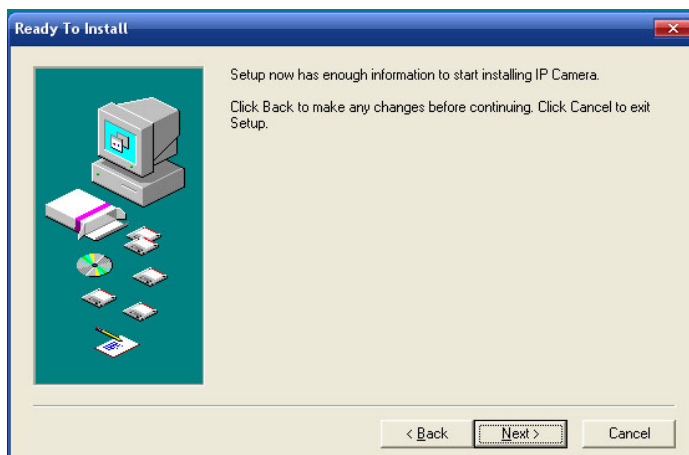 Ready To Install
Setup now has enough information to start installing IP Camera.
Click Back to make any changes before continuing. Click Cancel to exit
Setup.
< Back
Next >
Cancel